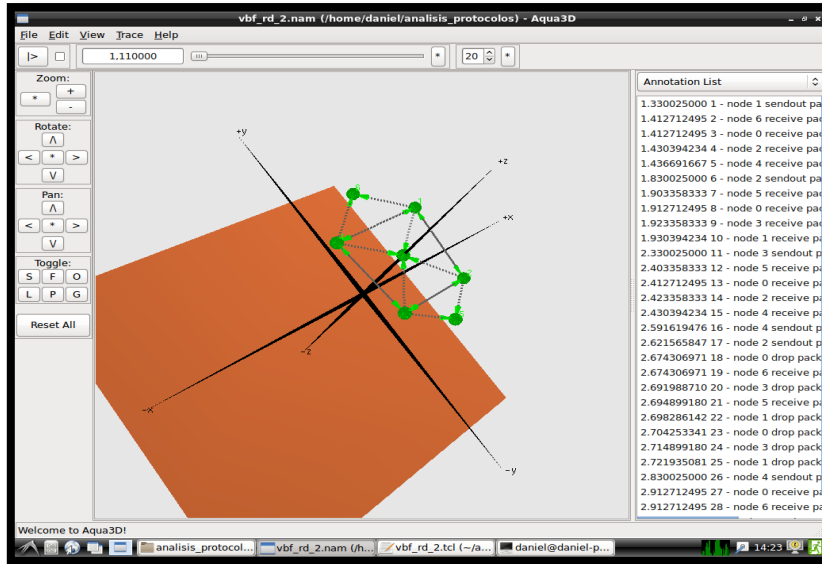 vbf_rd_2.nam (/home/daniel/analisis_protocolos) - Aqua3D
File Edit View Trace Help
|> 1.110000 * 20 *
Zoom:
* +
-
Rotate:
Λ
< * >
V
Pan:
Λ
< * >
V
Toggle:
S F O
L P G
Reset All
+y
+z
+x
-z
-x
-y
Annotation List
1.330025000 1 - node 1 sendout pa
1.412712495 2 - node 6 receive pac
1.412712495 3 - node 0 receive pac
1.430394234 4 - node 2 receive pac
1.436691667 5 - node 4 receive pac
1.830025000 6 - node 2 sendout pa
1.903358333 7 - node 5 receive pac
1.912712495 8 - node 0 receive pac
1.923358333 9 - node 3 receive pac
1.930394234 10 - node 1 receive pa
2.330025000 11 - node 3 sendout p
2.403358333 12 - node 5 receive pa
2.412712495 13 - node 0 receive pa
2.423358333 14 - node 2 receive pa
2.430394234 15 - node 4 receive pa
2.591619476 16 - node 4 sendout p
2.621565847 17 - node 2 sendout p
2.674306971 18 - node 0 drop pack
2.674306971 19 - node 6 receive pa
2.691988710 20 - node 3 drop pack
2.694899180 21 - node 5 receive pa
2.698286142 22 - node 1 drop pack
2.704253341 23 - node 0 drop pack
2.714899180 24 - node 3 drop pack
2.721935081 25 - node 1 drop pack
2.830025000 26 - node 4 sendout p
2.912712495 27 - node 0 receive pa
2.912712495 28 - node 6 receive pa
Welcome to Aqua3D!
analisis_protocol... vbf_rd_2.nam (/h... vbf_rd_2.tcl (~/a... daniel@daniel-p... 14:23